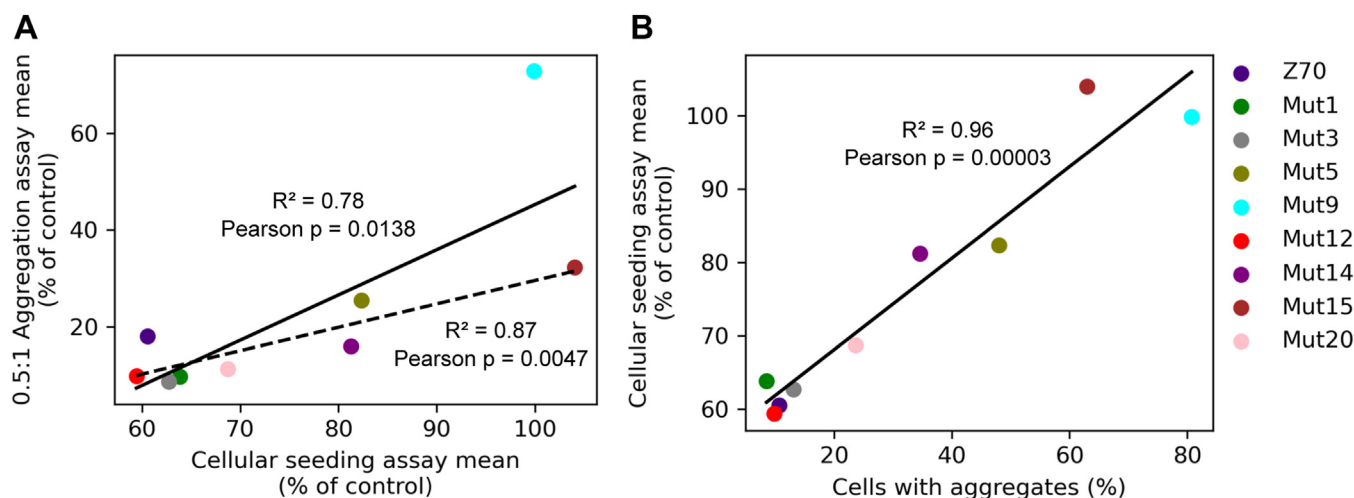 A
0.5:1 Aggregation assay mean
(% of control)
60
40
20
R² = 0.78
Pearson p = 0.0138
R² = 0.87
Pearson p = 0.0047
60
70
80
90
100
Cellular seeding assay mean
(% of control)
B
Cellular seeding assay mean
(% of control)
100
90
80
70
60
R² = 0.96
Pearson p = 0.00003
20
40
60
80
Cells with aggregates (%)
Z70
Mut1
Mut3
Mut5
Mut9
Mut12
Mut14
Mut15
Mut20